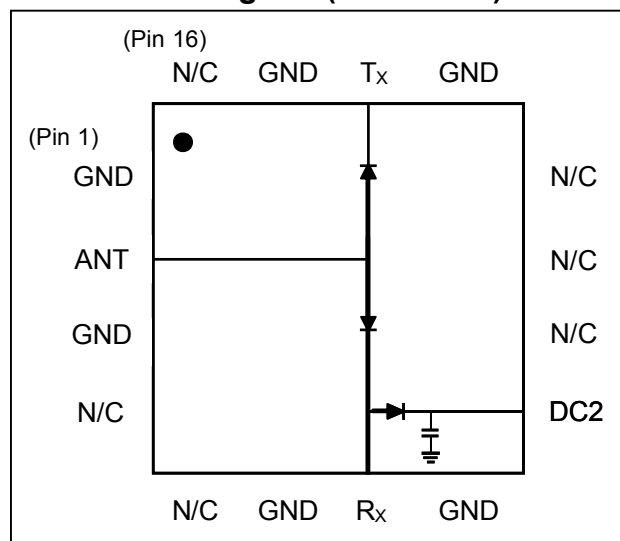 (Pin 16)
N/C GND TX GND
(Pin 1)
GND N/C
ANT N/C
GND N/C
N/C DC2
N/C GND RX GND